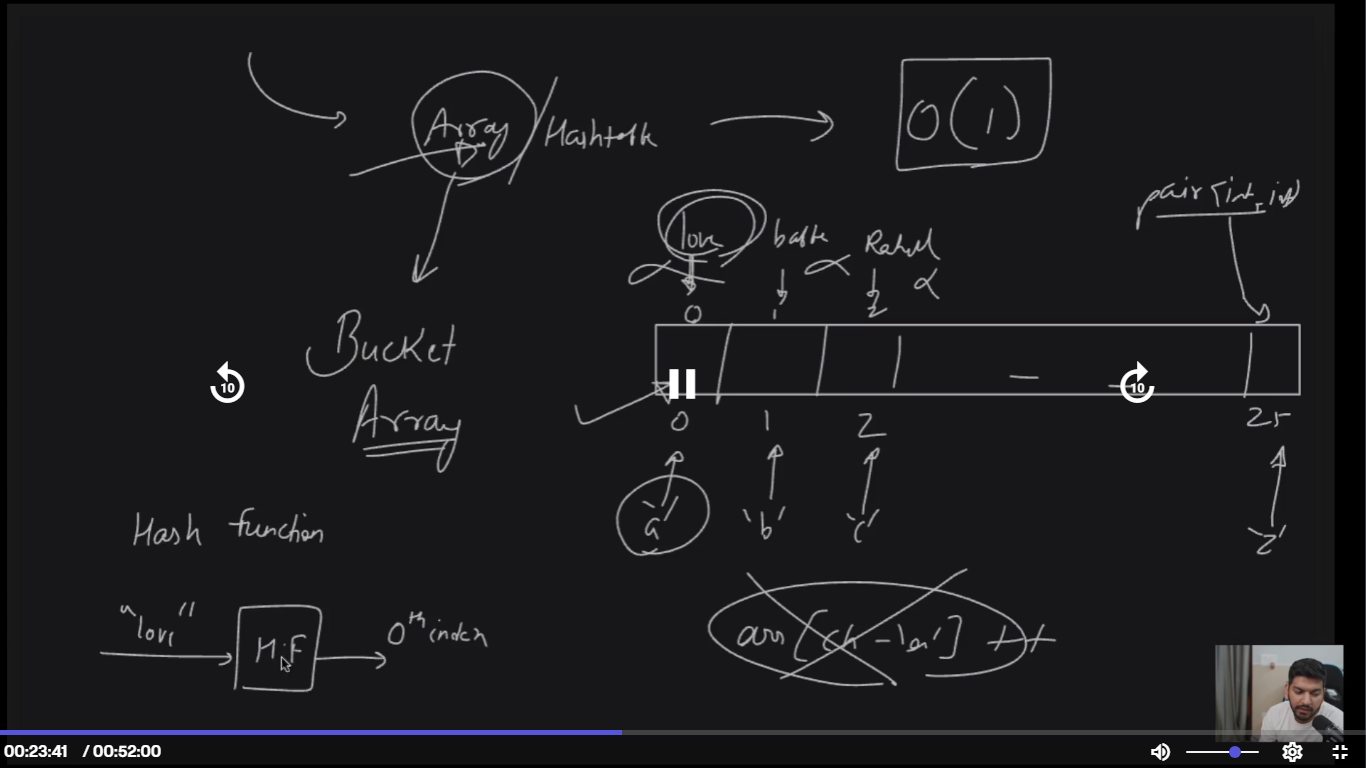 Array / Hashtable
O(1)
pair<int, int>
love babbar Rahul
0 1 2
Bucket
Array
0 1 2 25
'a' 'b' 'c' 'z'
Hash function
"love"
H.F
0th index
arr[ch - 'a'] ++
10
10
00:23:41 / 00:52:00